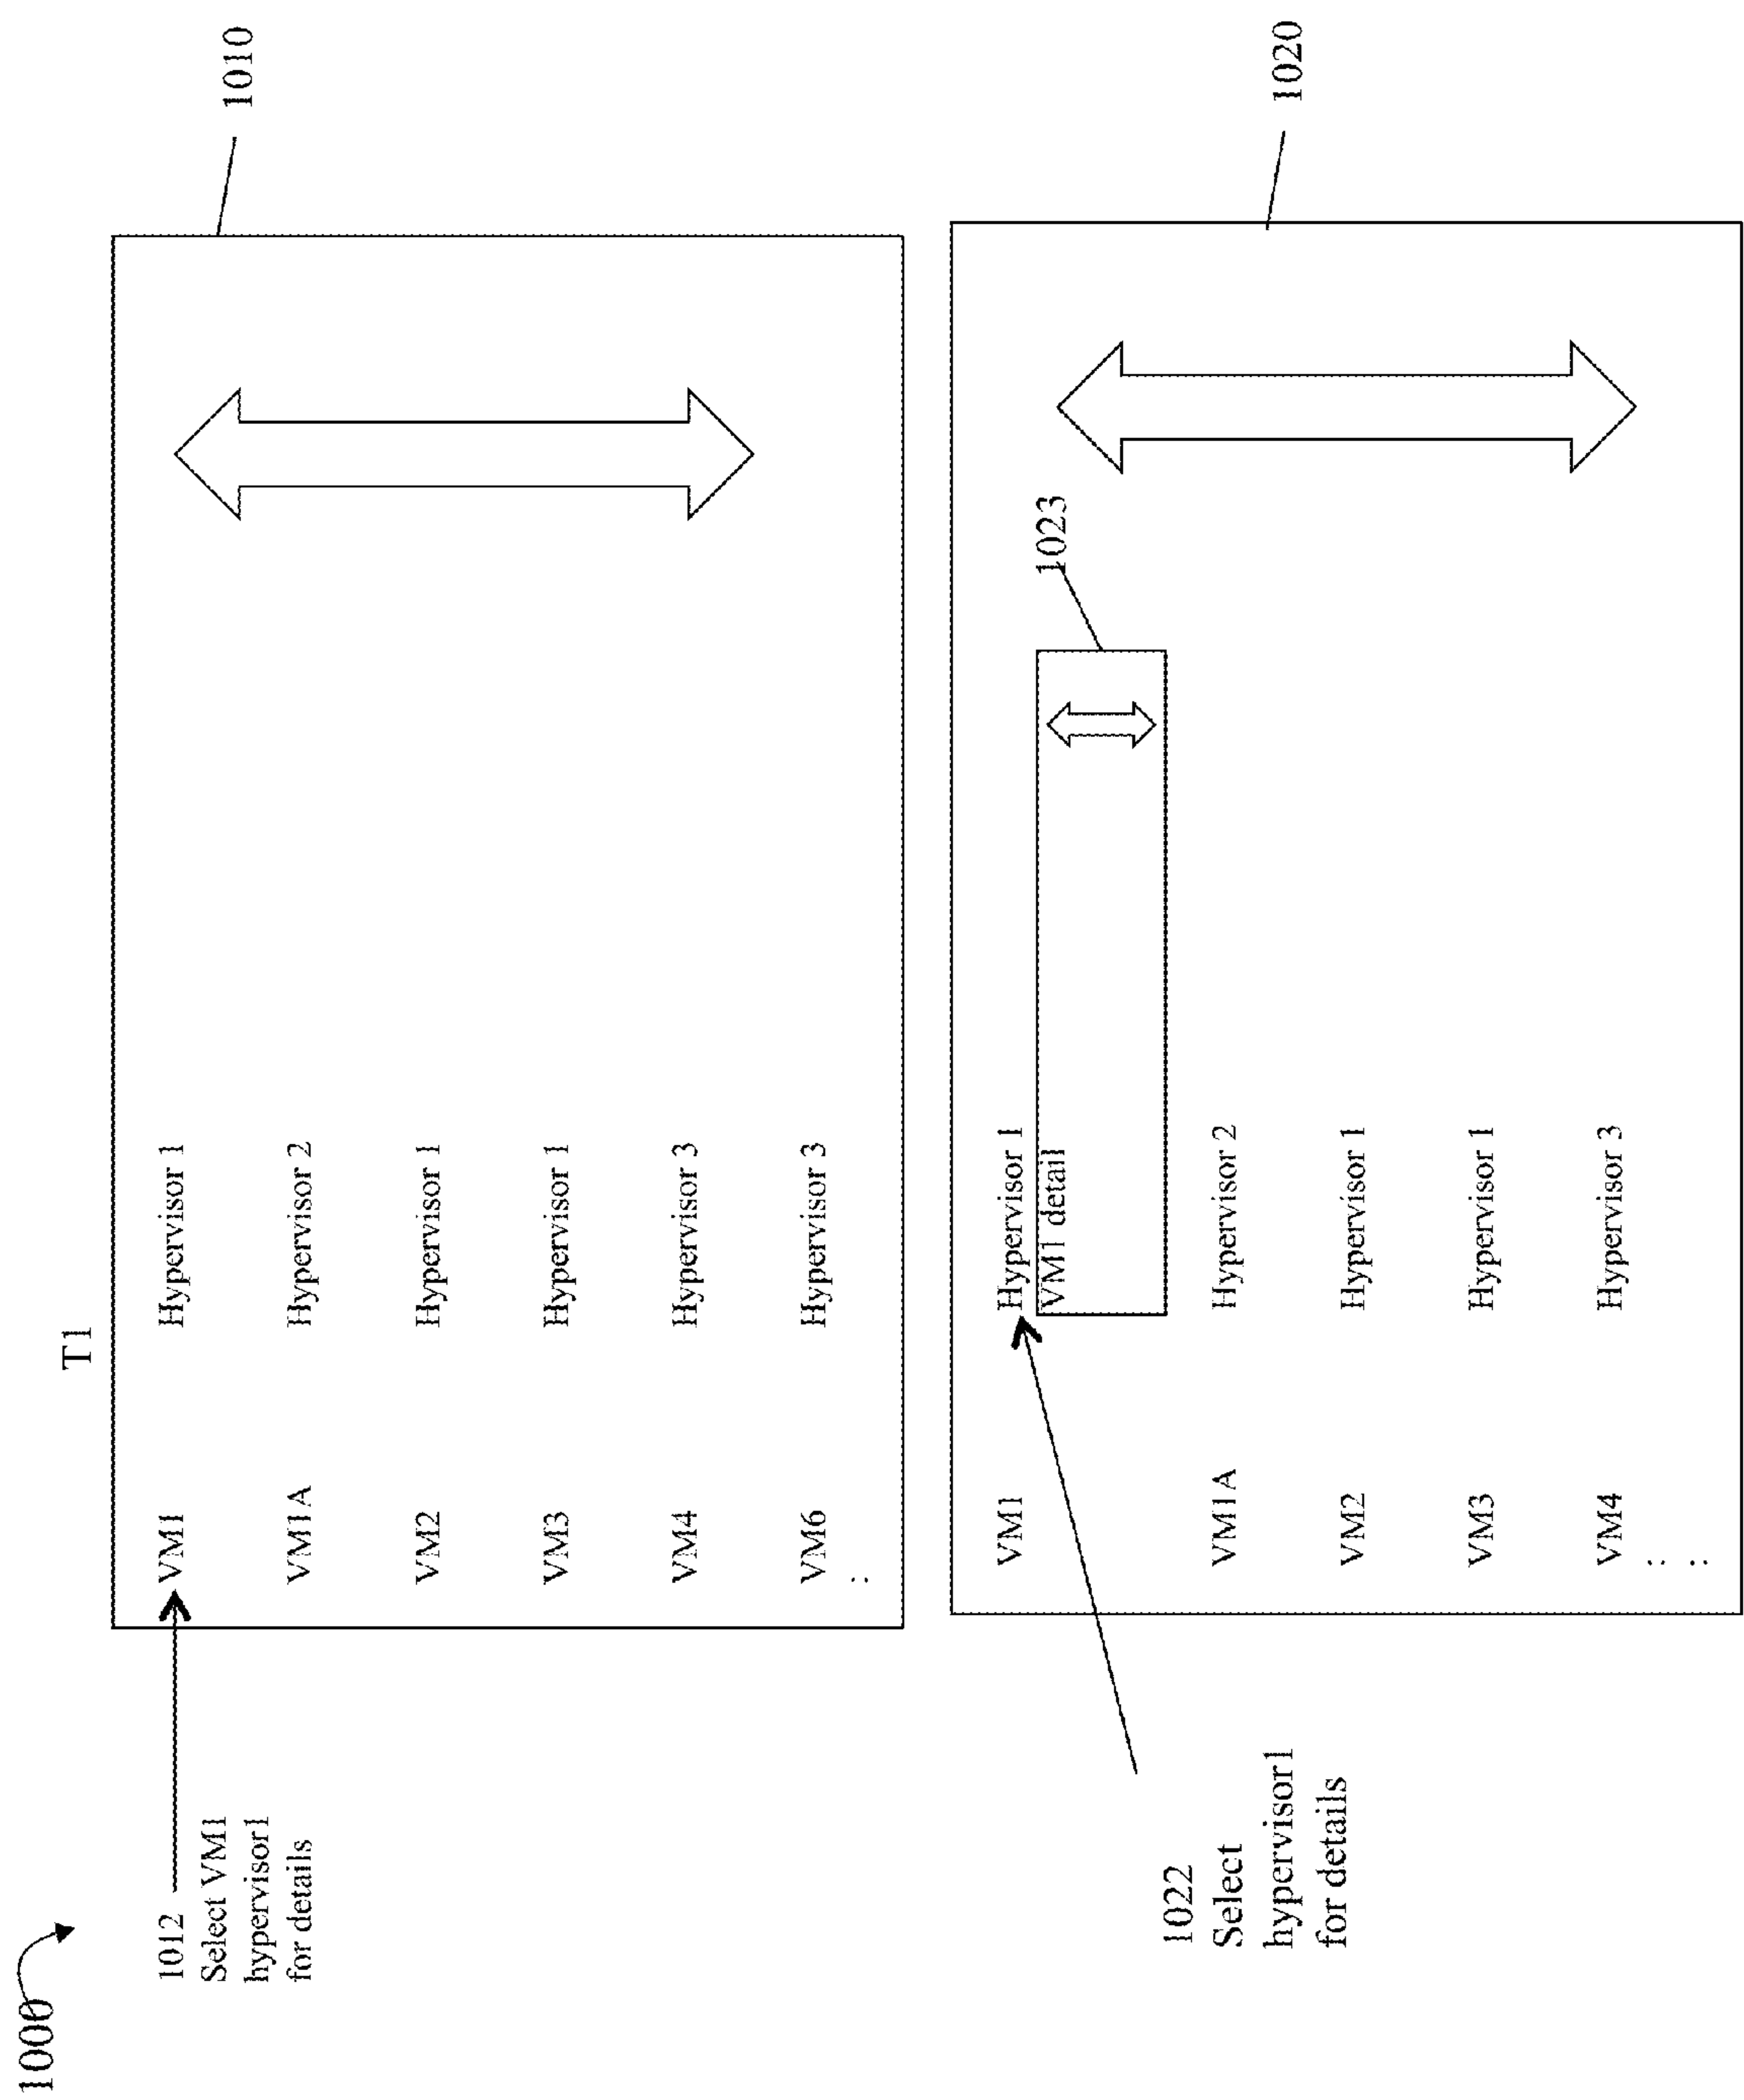 1000
T1
1010
1012
Select VM1
hypervisor1
for details
VM1 Hypervisor 1
VM1A Hypervisor 2
VM2 Hypervisor 1
VM3 Hypervisor 1
VM4 Hypervisor 3
VM6 Hypervisor 3
:
1020
1022
Select
hypervisor1
for details
VM1 Hypervisor 1
VM1 detail
1023
VM1A Hypervisor 2
VM2 Hypervisor 1
VM3 Hypervisor 1
VM4 Hypervisor 3
:
: